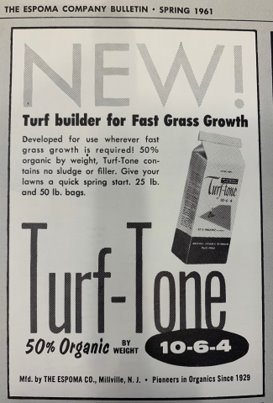 THE ESPOMA COMPANY BULLETIN • SPRING 1961
NEW!
Turf builder for Fast Grass Growth
Developed for use wherever fast
grass growth is required! 50%
organic by weight, Turf-Tone con-
tains no sludge or filler. Give your
lawns a quick spring start. 25 lb.
and 50 lb. bags.
Turf-Tone
10-6-4
Turf-Tone
50% Organic BY WEIGHT 10-6-4
Mfd. by THE ESPOMA CO., Millville, N. J. • Pioneers in Organics Since 1929